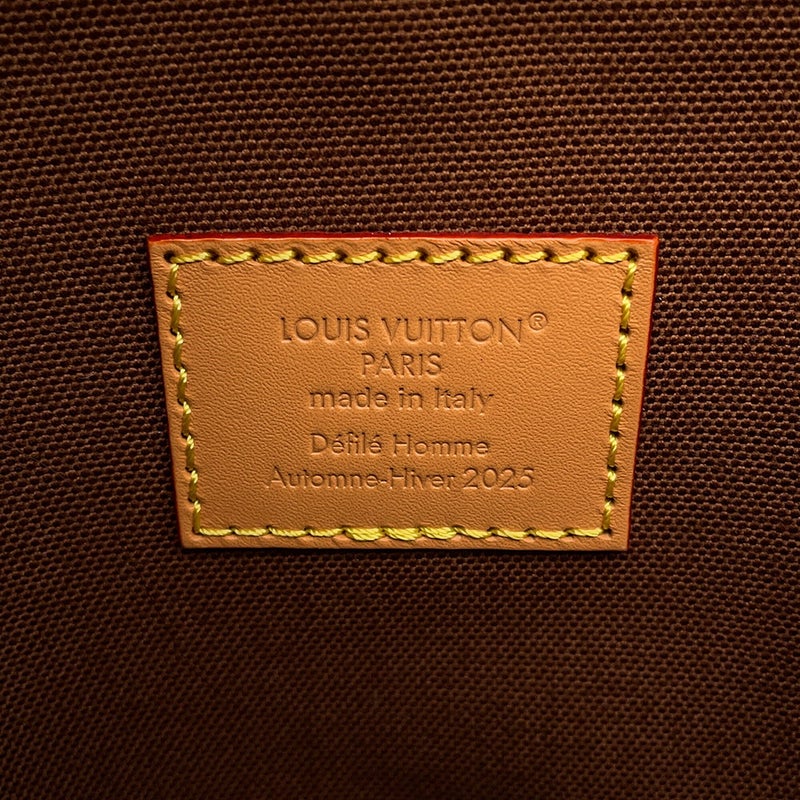 LOUIS VUITTON®
PARIS
made in Italy
Défilé Homme
Automne-Hiver 2025